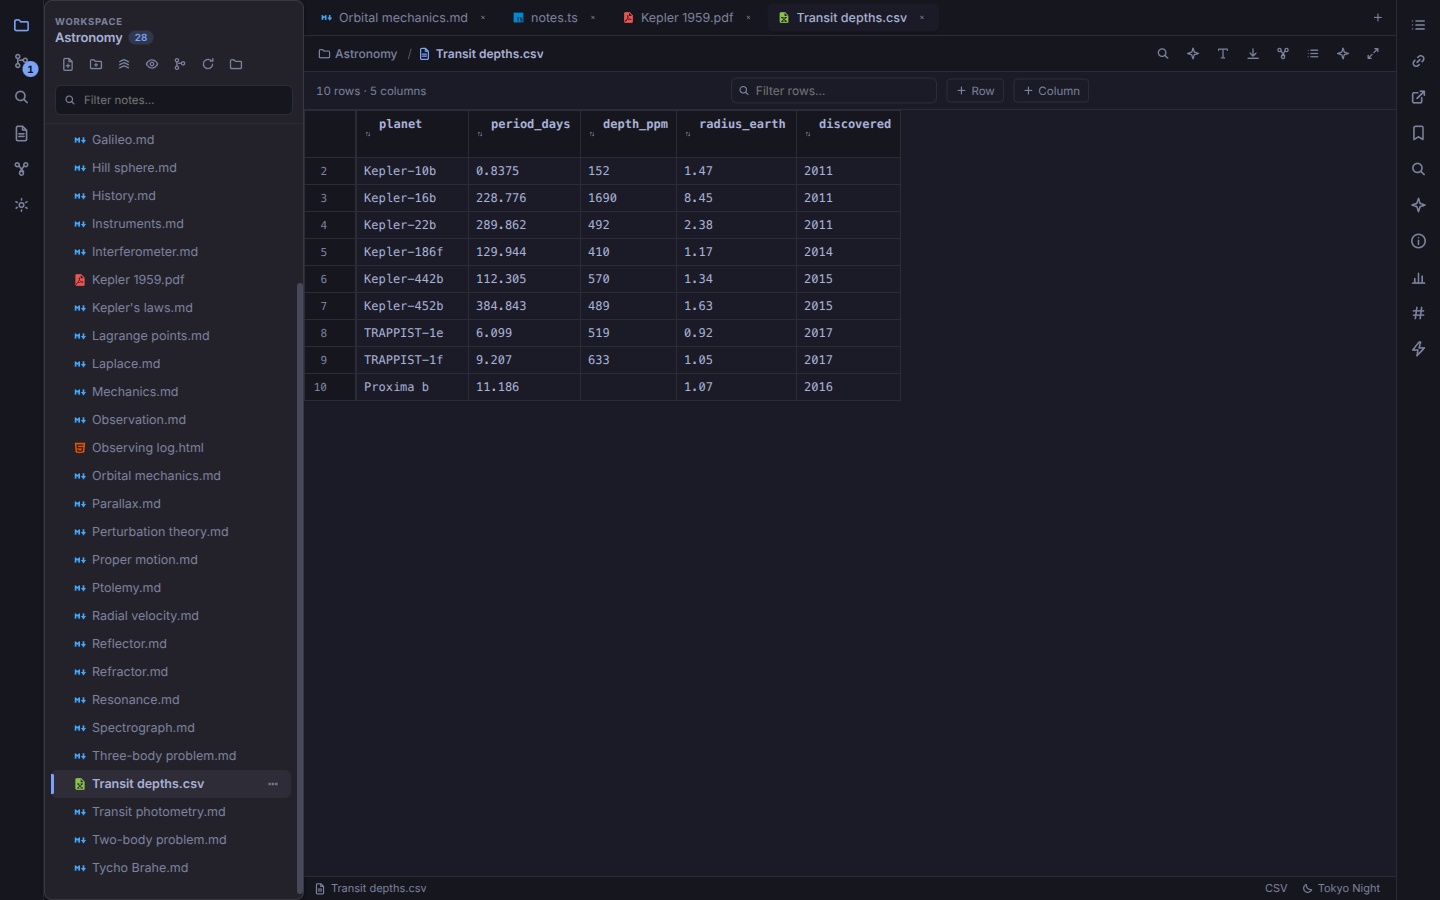 WORKSPACE
Astronomy 28
1
Filter notes...
Galileo.md
Hill sphere.md
History.md
Instruments.md
Interferometer.md
Kepler 1959.pdf
Kepler's laws.md
Lagrange points.md
Laplace.md
Mechanics.md
Observation.md
Observing log.html
Orbital mechanics.md
Parallax.md
Perturbation theory.md
Proper motion.md
Ptolemy.md
Radial velocity.md
Reflector.md
Refractor.md
Resonance.md
Spectrograph.md
Three-body problem.md
Transit depths.csv
Transit photometry.md
Two-body problem.md
Tycho Brahe.md
Orbital mechanics.md × notes.ts × Kepler 1959.pdf × Transit depths.csv ×
Astronomy / Transit depths.csv
10 rows · 5 columns Filter rows... + Row + Column
planet period_days depth_ppm radius_earth discovered
2 Kepler-10b 0.8375 152 1.47 2011
3 Kepler-16b 228.776 1690 8.45 2011
4 Kepler-22b 289.862 492 2.38 2011
5 Kepler-186f 129.944 410 1.17 2014
6 Kepler-442b 112.305 570 1.34 2015
7 Kepler-452b 384.843 489 1.63 2015
8 TRAPPIST-1e 6.099 519 0.92 2017
9 TRAPPIST-1f 9.207 633 1.05 2017
10 Proxima b 11.186 1.07 2016
Transit depths.csv CSV Tokyo Night